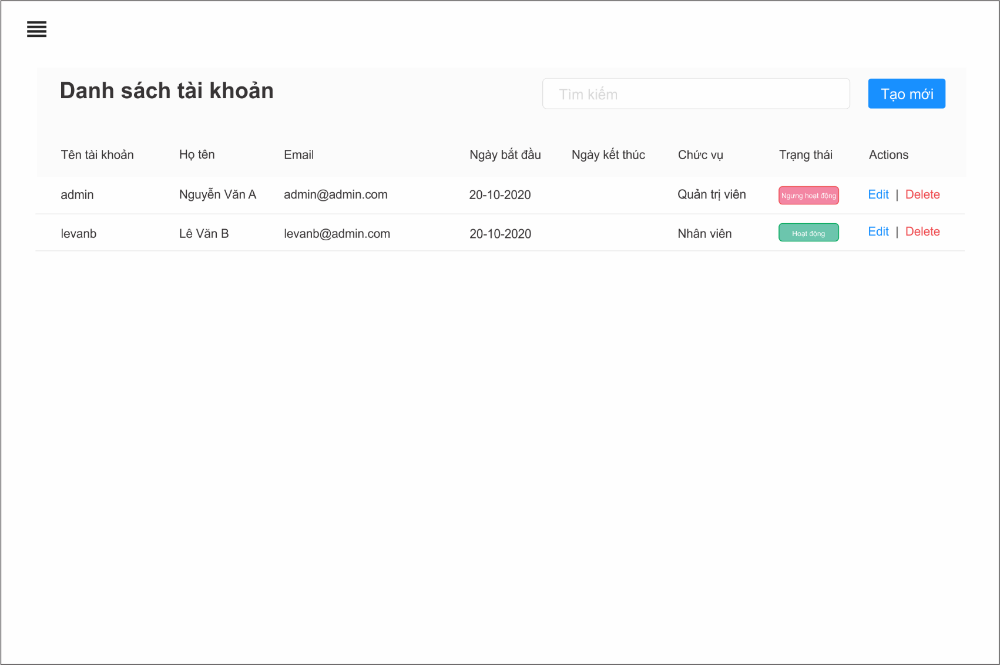 Danh sách tài khoản
Tìm kiếm
Tạo mới
Tên tài khoản Họ tên Email Ngày bắt đầu Ngày kết thúc Chức vụ Trạng thái Actions
admin Nguyễn Văn A admin@admin.com 20-10-2020 Quản trị viên Ngưng hoạt động Edit | Delete
levanb Lê Văn B levanb@admin.com 20-10-2020 Nhân viên Hoạt động Edit | Delete